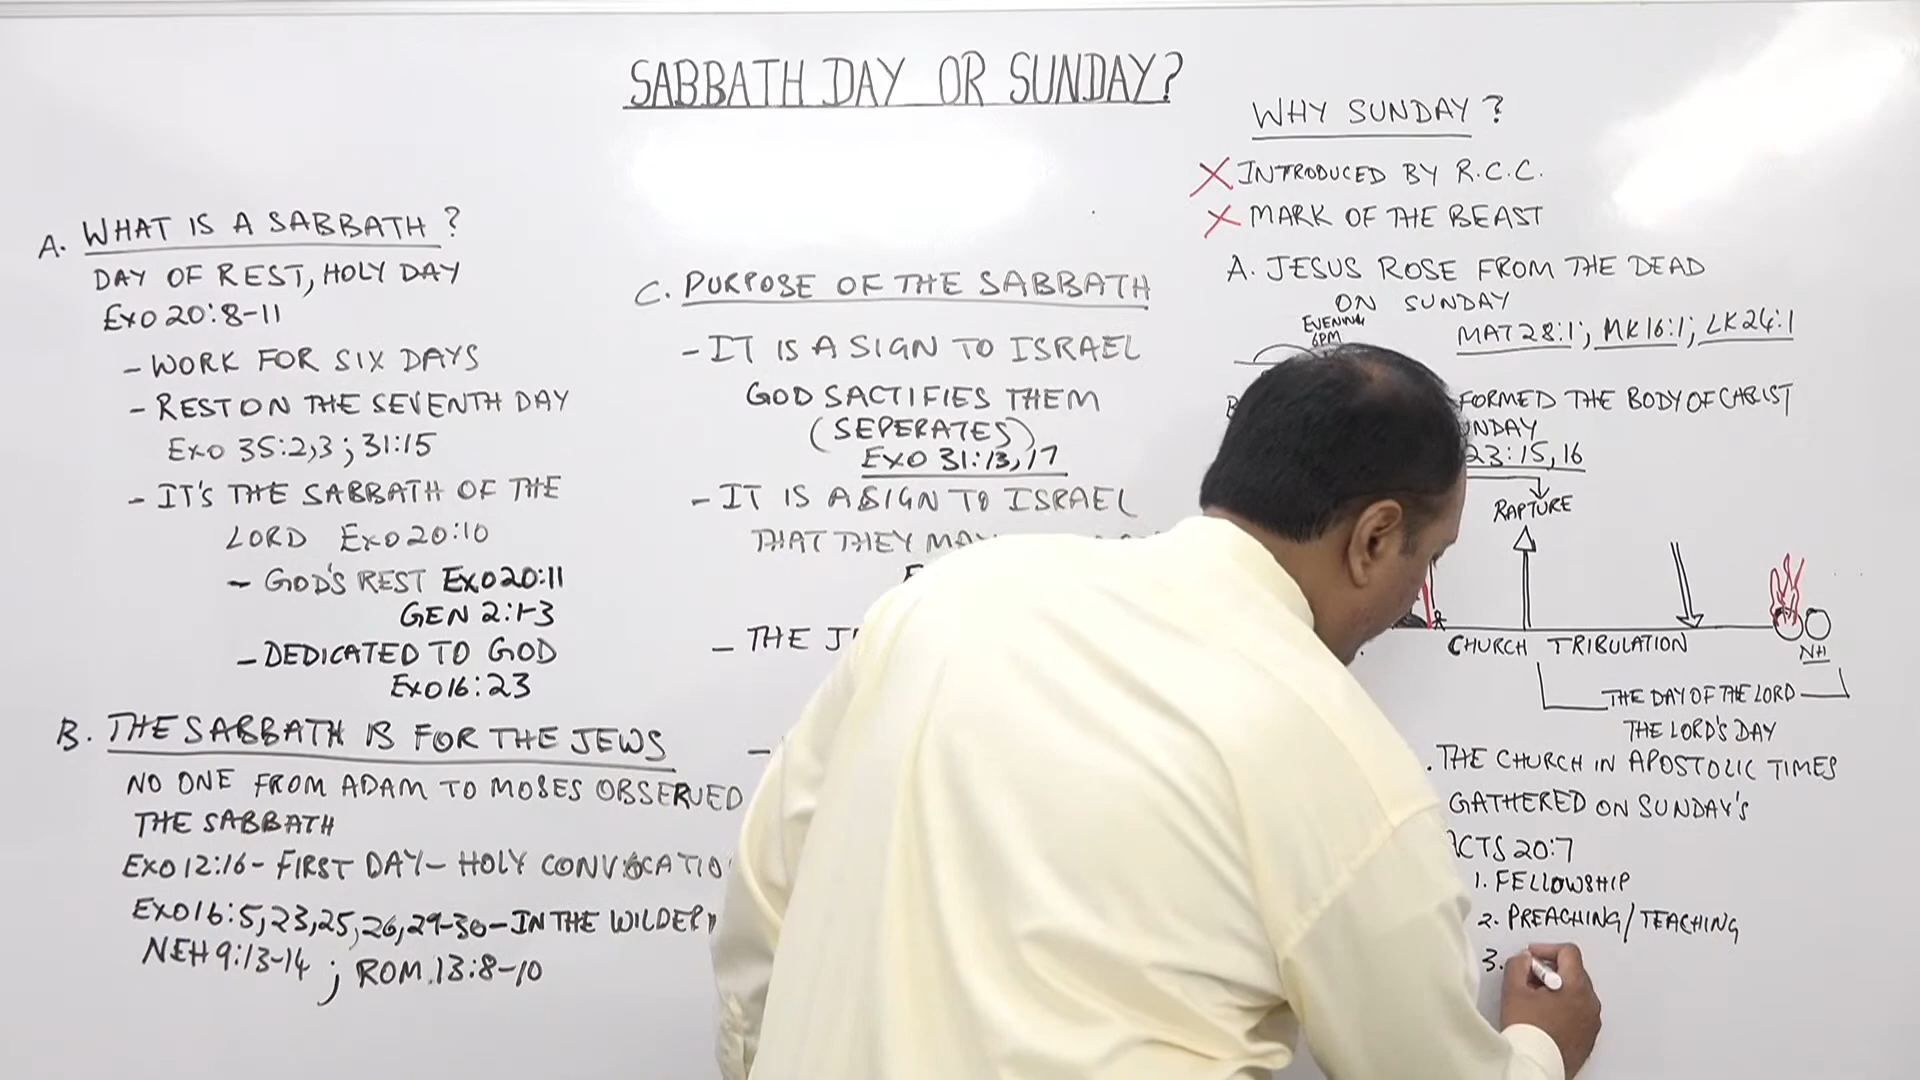 SABBATH DAY OR SUNDAY?
A. WHAT IS A SABBATH?
DAY OF REST, HOLY DAY
EXO 20:8-11
- WORK FOR SIX DAYS
- REST ON THE SEVENTH DAY
EXO 35:2,3; 31:15
- IT'S THE SABBATH OF THE
LORD EXO 20:10
- GOD'S REST EXO 20:11
GEN 2:1-3
- DEDICATED TO GOD
EXO 16:23
B. THE SABBATH IS FOR THE JEWS
NO ONE FROM ADAM TO MOSES OBSERVED
THE SABBATH
EXO 12:16 - FIRST DAY - HOLY
EXO 16:5,23,25,26,29-30 - IN THE
NEH 9:13-14 ; ROM. 13:8-10
C. PURPOSE OF THE SABBATH
- IT IS A SIGN TO ISRAEL
GOD SACTIFIES THEM
(SEPERATES)
EXO 31:13,17
- IT IS A SIGN TO ISRAEL
THAT THEY MAY
- THE
WHY SUNDAY?
X INTRODUCED BY R.C.C.
X MARK OF THE BEAST
A. JESUS ROSE FROM THE DEAD
ON SUNDAY
MAT 28:1; MK 16:1; LK 24:1
EVENING
6PM
FORMED THE BODY OF CHRIST
23:15,16
RAPTURE
CHURCH TRIBULATION
NH
THE DAY OF THE LORD
THE LORD'S DAY
. THE CHURCH IN APOSTOLIC TIMES
GATHERED ON SUNDAY'S
ACTS 20:7
1. FELLOWSHIP
2. PREACHING/TEACHING
3.